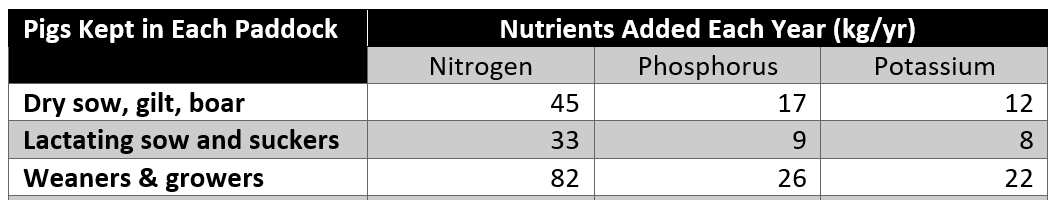 Pigs Kept in Each Paddock Nutrients Added Each Year (kg/yr)
Nitrogen Phosphorus Potassium
Dry sow, gilt, boar 45 17 12
Lactating sow and suckers 33 9 8
Weaners & growers 82 26 22